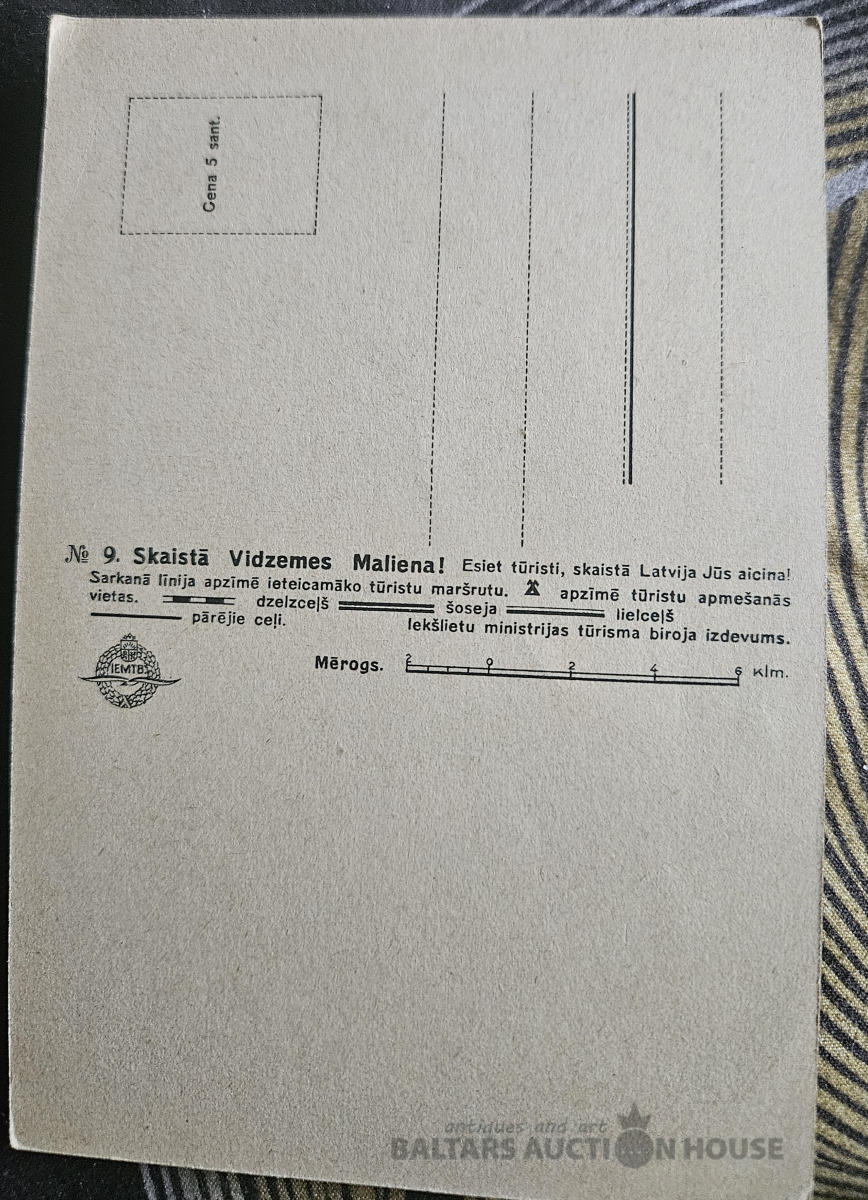 Cena 5 sant.
№ 9. Skaistā Vidzemes Maliena! Esiet tūristi, skaistā Latvija Jūs aicina!
Sarkanā līnija apzīmē ieteicamāko tūristu maršrutu. apzīmē tūristu apmešanās
vietas. dzelzceļš šoseja lielceļš
pārējie ceļi. Iekšlietu ministrijas tūrisma biroja izdevums.
IEMTB
Mērogs. 2 0 2 4 6 Klm.
antiques and art
BALTARS AUCTION HOUSE